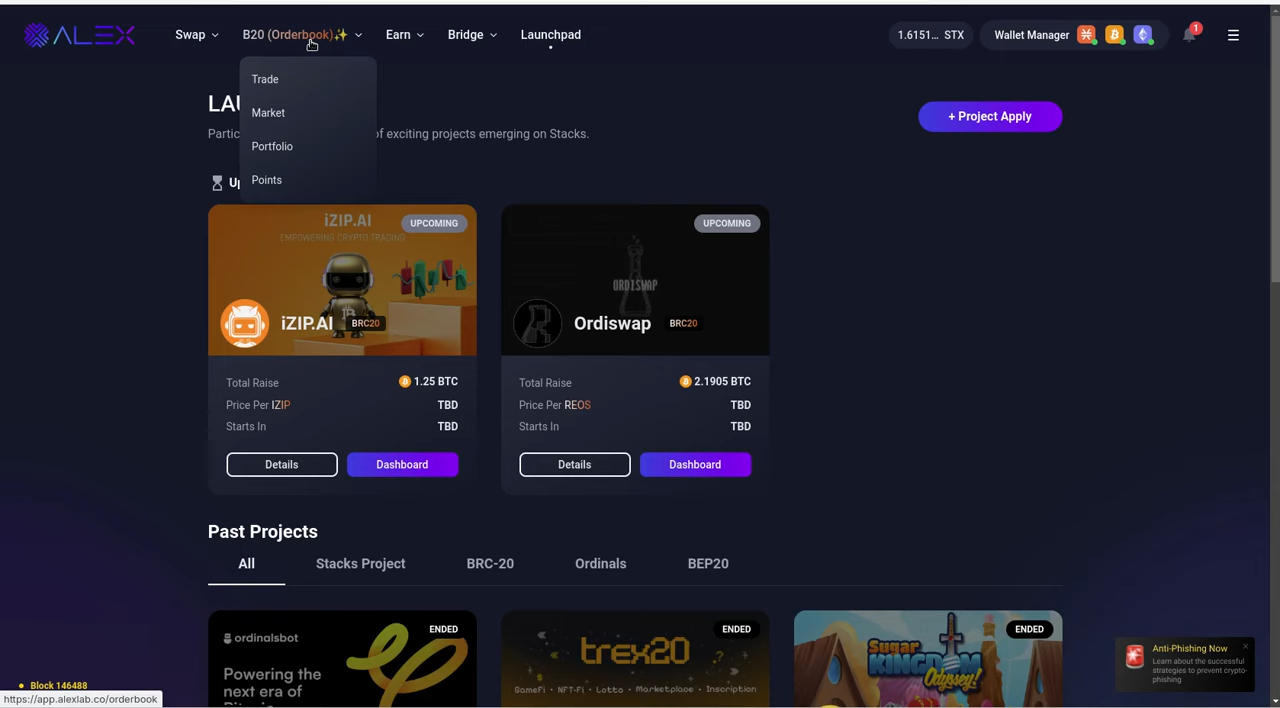 ALEX
Swap
B20 (Orderbook)✨
Earn
Bridge
Launchpad
1.6151... STX
Wallet Manager
1
Trade
Market
Portfolio
Points
+ Project Apply
of exciting projects emerging on Stacks.
iZIP.AI
EMPOWERING CRYPTO TRADING
UPCOMING
iZIP.AI BRC20
Total Raise 1.25 BTC
Price Per IZIP TBD
Starts In TBD
Details Dashboard
UPCOMING
ORDISWAP
Ordiswap BRC20
Total Raise 2.1905 BTC
Price Per REOS TBD
Starts In TBD
Details Dashboard
Past Projects
All Stacks Project BRC-20 Ordinals BEP20
ENDED
ordinalsbot
Powering the
next era of
ENDED
trex20
GameFi • NFT-Fi • Lotto • Marketplace • Inscription
ENDED
Sugar
KINGDOM
Odyssey!
Anti-Phishing Now
Learn about the successful
strategies to prevent crypto-
phishing
Block 146488
https://app.alexlab.co/orderbook